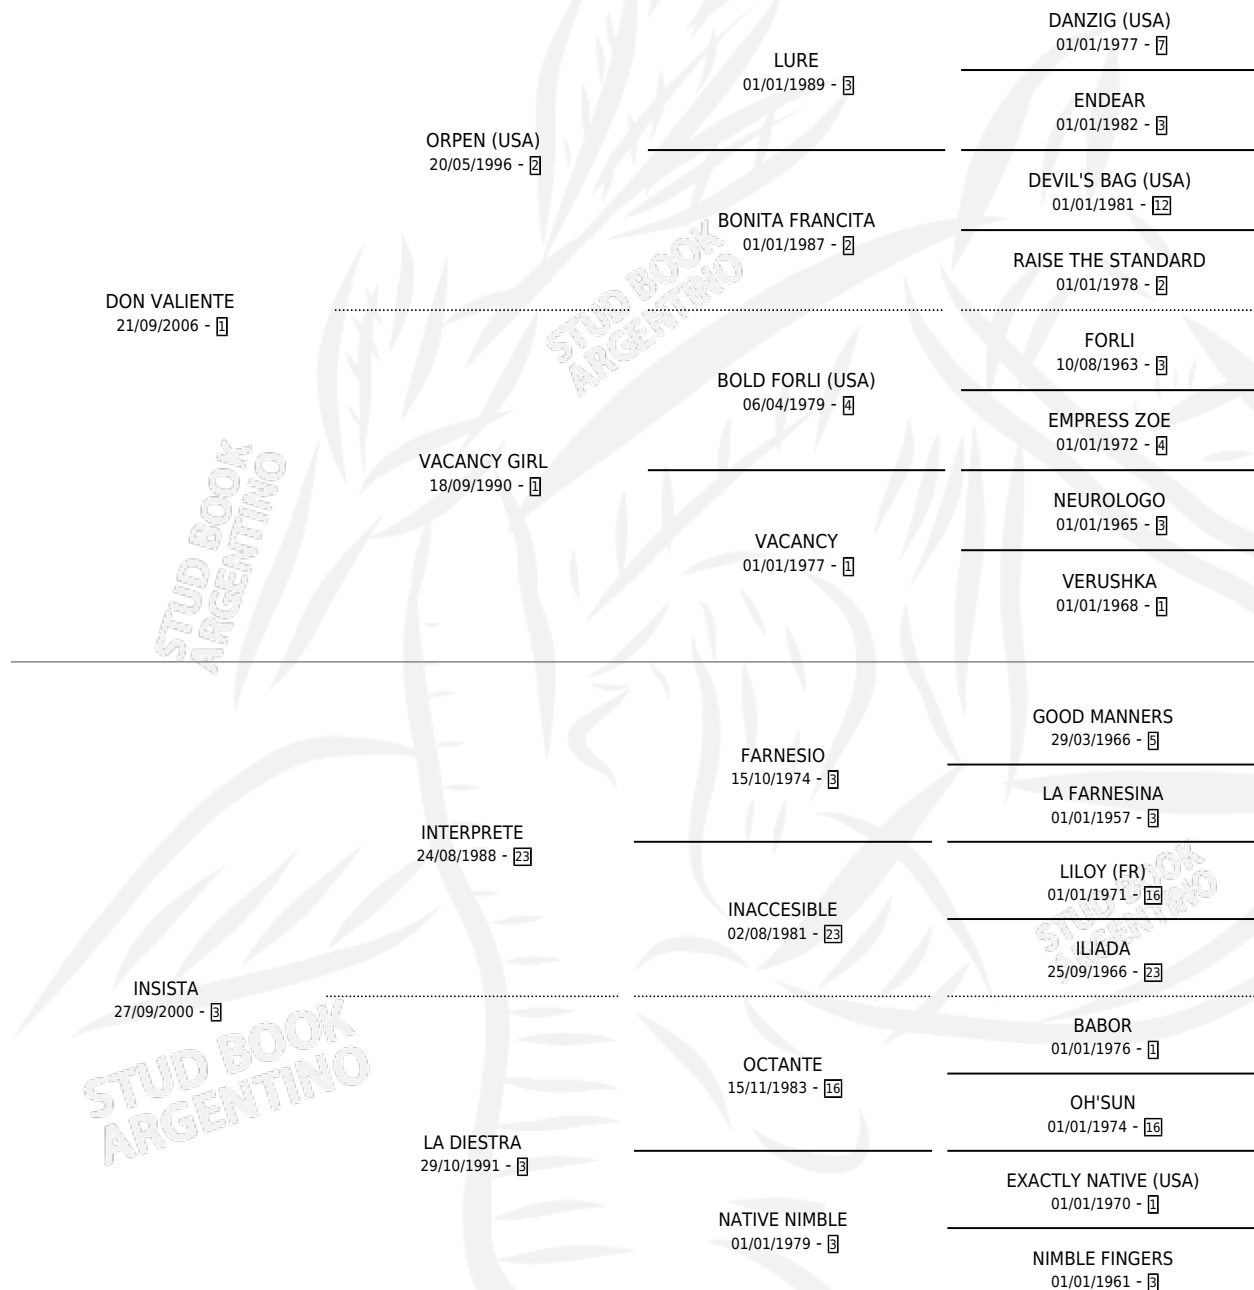 DANZIG (USA)
01/01/1977 - 7
LURE
01/01/1989 - 3
ENDEAR
01/01/1982 - 3
ORPEN (USA)
20/05/1996 - 2
DEVIL'S BAG (USA)
01/01/1981 - 12
BONITA FRANCITA
01/01/1987 - 2
RAISE THE STANDARD
01/01/1978 - 2
DON VALIENTE
21/09/2006 - 1
FORLI
10/08/1963 - 3
BOLD FORLI (USA)
06/04/1979 - 4
EMPRESS ZOE
01/01/1972 - 4
VACANCY GIRL
18/09/1990 - 1
NEUROLOGO
01/01/1965 - 3
VACANCY
01/01/1977 - 1
VERUSHKA
01/01/1968 - 1
GOOD MANNERS
29/03/1966 - 5
FARNESIO
15/10/1974 - 3
LA FARNESINA
01/01/1957 - 3
INTERPRETE
24/08/1988 - 23
LILOY (FR)
01/01/1971 - 16
INACCESIBLE
02/08/1981 - 23
ILIADA
25/09/1966 - 23
INSISTA
27/09/2000 - 3
BABOR
01/01/1976 - 1
OCTANTE
15/11/1983 - 16
OH'SUN
01/01/1974 - 16
LA DIESTRA
29/10/1991 - 3
EXACTLY NATIVE (USA)
01/01/1970 - 1
NATIVE NIMBLE
01/01/1979 - 3
NIMBLE FINGERS
01/01/1961 - 3
STUD BOOK
ARGENTINO
STUD BOOK
ARGENTINO
STUD BOOK
ARGENTINO
STUD BOOK
ARGENTINO